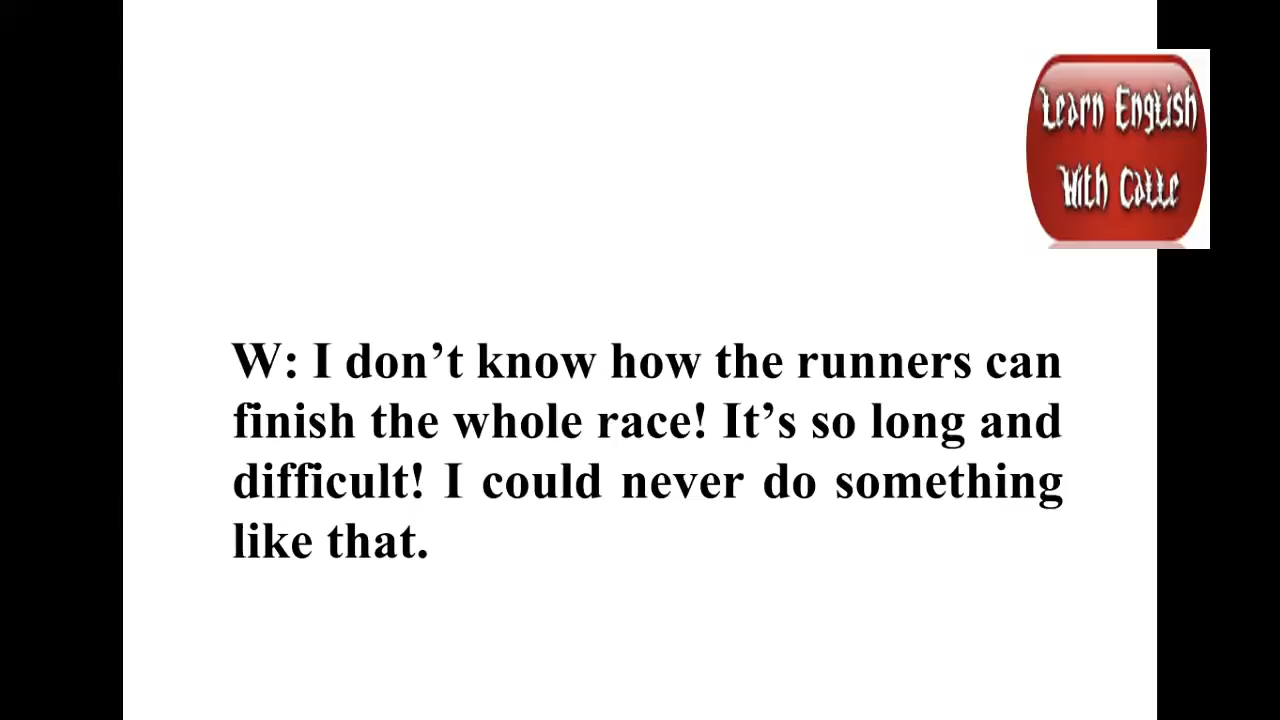 Learn English
With Calle
W: I don’t know how the runners can
finish the whole race! It’s so long and
difficult! I could never do something
like that.